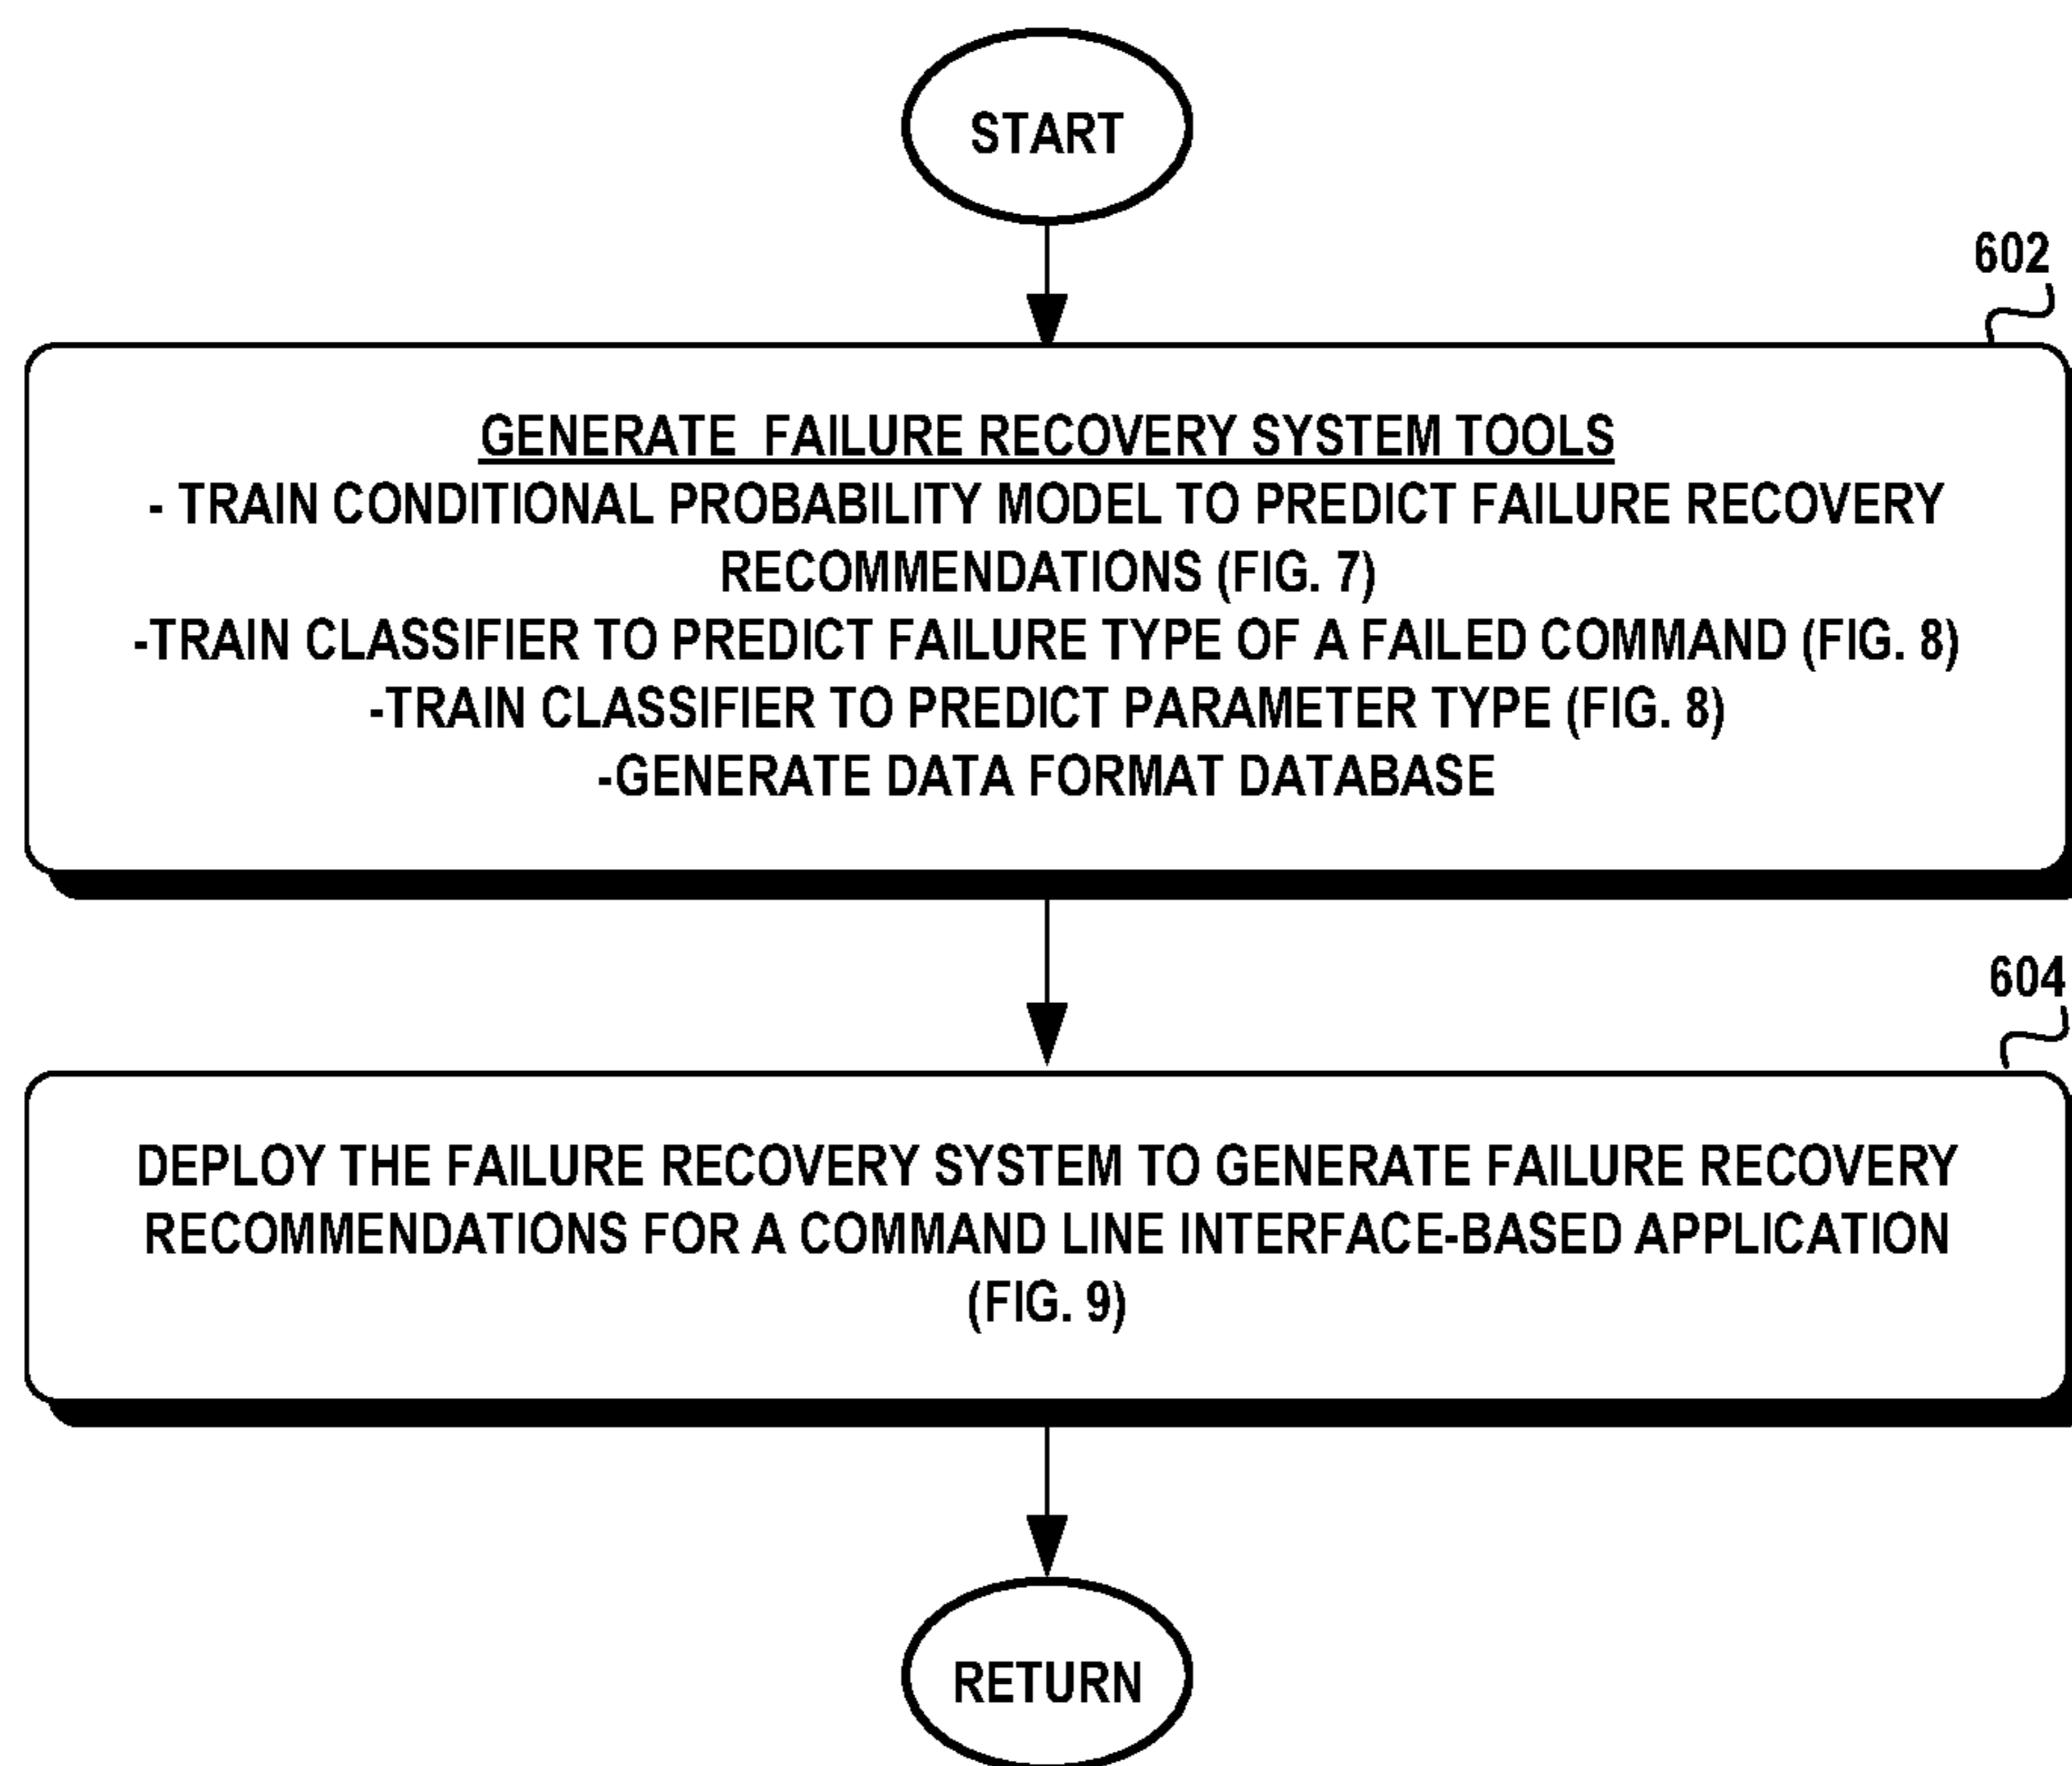 START
602
GENERATE FAILURE RECOVERY SYSTEM TOOLS
- TRAIN CONDITIONAL PROBABILITY MODEL TO PREDICT FAILURE RECOVERY
RECOMMENDATIONS (FIG. 7)
-TRAIN CLASSIFIER TO PREDICT FAILURE TYPE OF A FAILED COMMAND (FIG. 8)
-TRAIN CLASSIFIER TO PREDICT PARAMETER TYPE (FIG. 8)
-GENERATE DATA FORMAT DATABASE
604
DEPLOY THE FAILURE RECOVERY SYSTEM TO GENERATE FAILURE RECOVERY
RECOMMENDATIONS FOR A COMMAND LINE INTERFACE-BASED APPLICATION
(FIG. 9)
RETURN